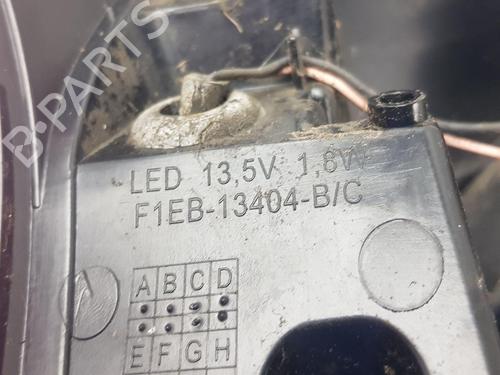 B-PARTS
LED 13,5V 1,8W
F1EB-13404-B/C
A B C D
E F G H